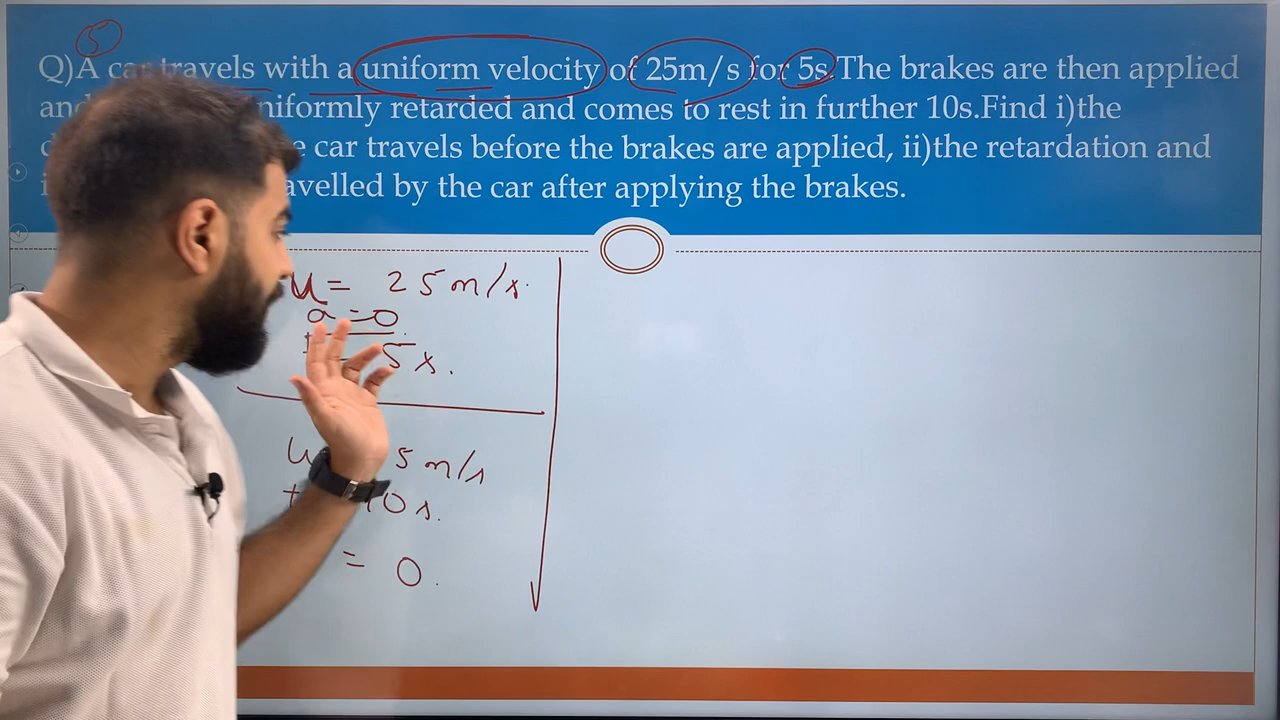 5
Q)A car travels with a uniform velocity of 25m/s for 5s.The brakes are then applied
niformly retarded and comes to rest in further 10s.Find i)the
e car travels before the brakes are applied, ii)the retardation and
avelled by the car after applying the brakes.
u = 25 m/s.
a = 0
5 s.
u 5 m/s
t 10 s.
= 0.